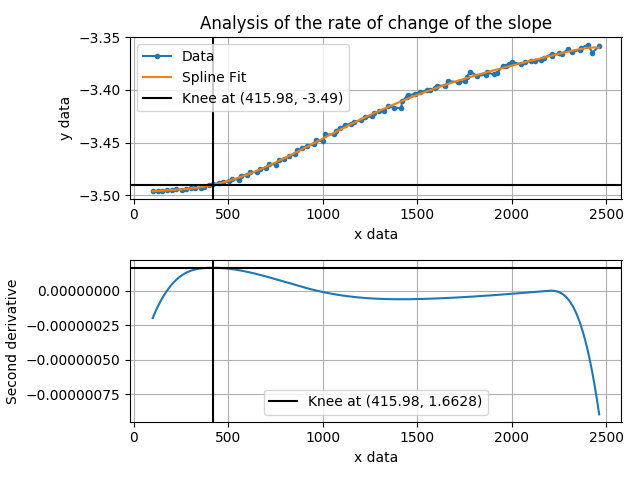 Analysis of the rate of change of the slope
−3.35
−3.40
−3.45
−3.50
y data
Data
Spline Fit
Knee at (415.98, -3.49)
0 500 1000 1500 2000 2500
x data
0.00000000
−0.00000025
−0.00000050
−0.00000075
Second derivative
Knee at (415.98, 1.6628)
0 500 1000 1500 2000 2500
x data